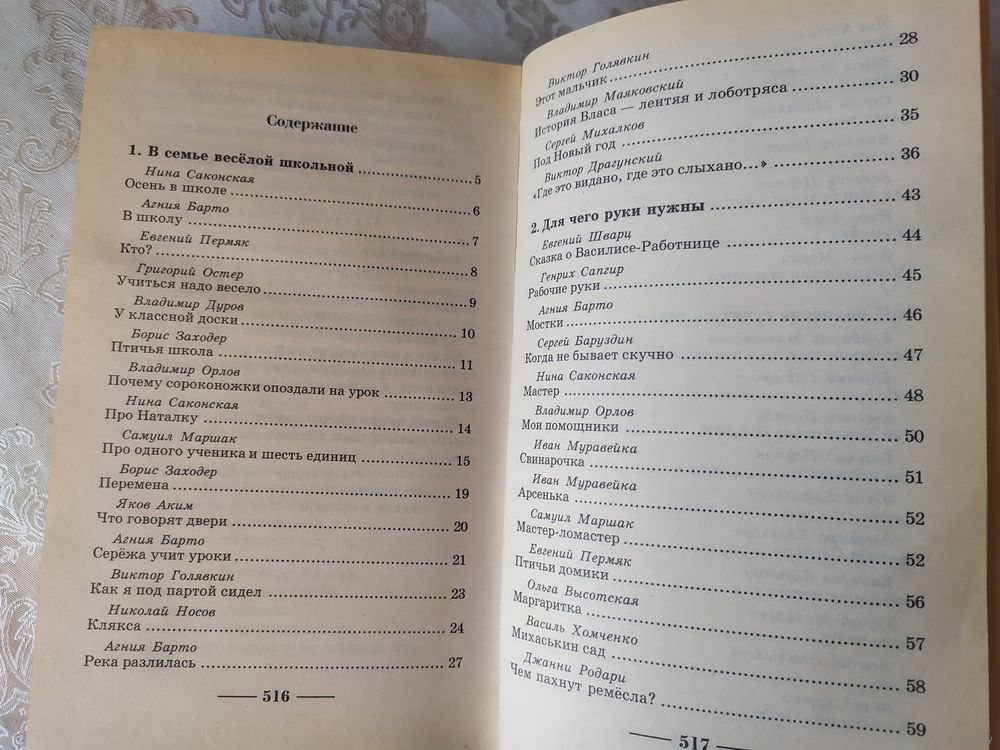 Содержание
1. В семье весёлой школьной ..... 5
Нина Саконская
Осень в школе ..... 6
Агния Барто
В школу ..... 7
Евгений Пермяк
Кто? ..... 8
Григорий Остер
Учиться надо весело ..... 9
Владимир Дуров
У классной доски ..... 10
Борис Заходер
Птичья школа ..... 11
Владимир Орлов
Почему сороконожки опоздали на урок ..... 13
Нина Саконская
Про Наталку ..... 14
Самуил Маршак
Про одного ученика и шесть единиц ..... 15
Борис Заходер
Перемена ..... 19
Яков Аким
Что говорят двери ..... 20
Агния Барто
Серёжа учит уроки ..... 21
Виктор Голявкин
Как я под партой сидел ..... 23
Николай Носов
Клякса ..... 24
Агния Барто
Река разлилась ..... 27
— 516 —
Виктор Голявкин
Этот мальчик ..... 28
Владимир Маяковский
История Власа — лентяя и лоботряса ..... 30
Сергей Михалков
Под Новый год ..... 35
Виктор Драгунский
«Где это видано, где это слыхано...» ..... 36
2. Для чего руки нужны ..... 43
Евгений Шварц
Сказка о Василисе-Работнице ..... 44
Генрих Сапгир
Рабочие руки ..... 45
Агния Барто
Мостки ..... 46
Сергей Баруздин
Когда не бывает скучно ..... 47
Нина Саконская
Мастер ..... 48
Владимир Орлов
Мои помощники ..... 50
Иван Муравейка
Свинарочка ..... 51
Иван Муравейка
Арсенька ..... 52
Самуил Маршак
Мастер-ломастер ..... 52
Евгений Пермяк
Птичьи домики ..... 56
Ольга Высотская
Маргаритка ..... 57
Василь Хомченко
Михаськин сад ..... 58
Джанни Родари
Чем пахнут ремёсла? ..... 59
— 517 —